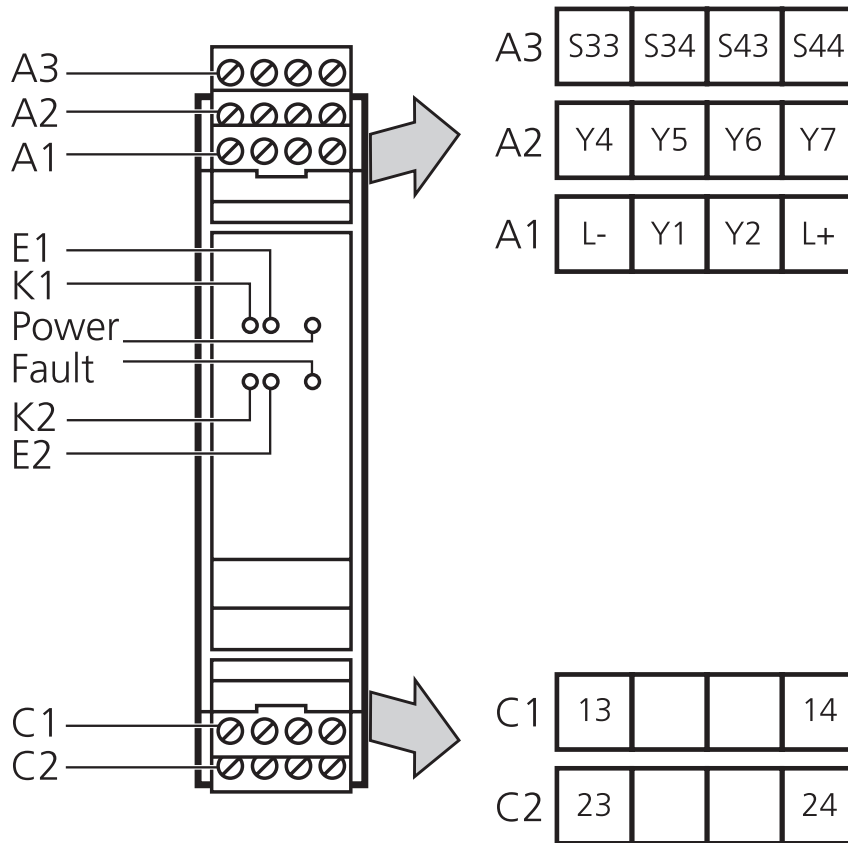 A3
A2
A1
E1
K1
Power
Fault
K2
E2
C1
C2
A3 S33 S34 S43 S44
A2 Y4 Y5 Y6 Y7
A1 L- Y1 Y2 L+
C1 13 14
C2 23 24